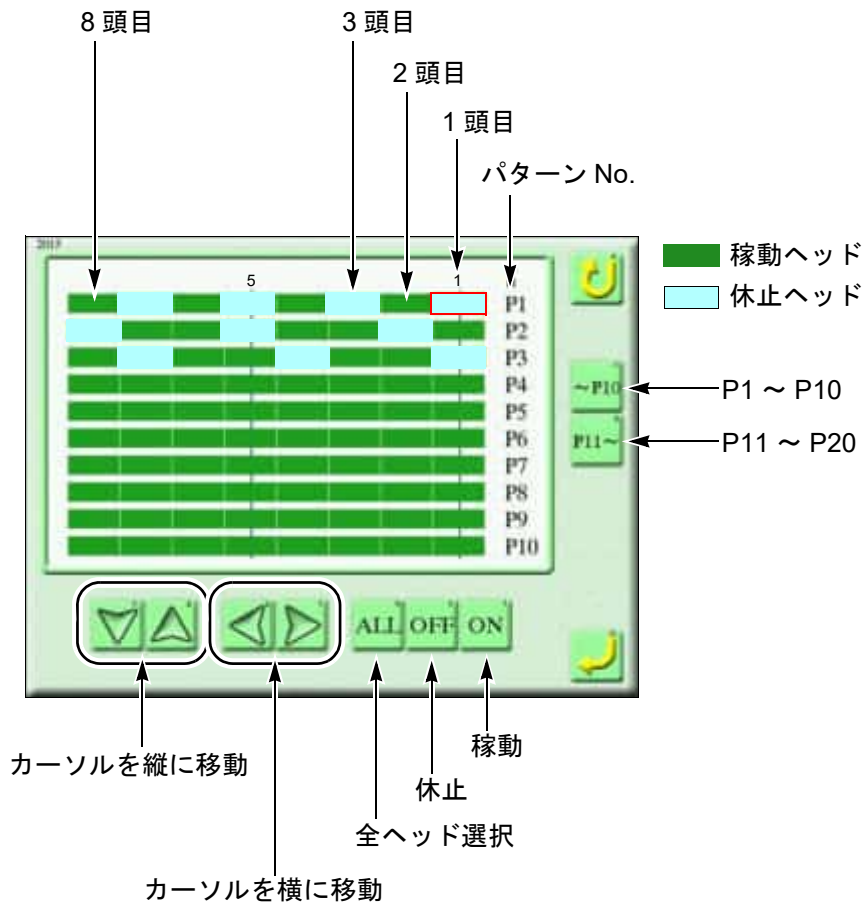 8 頭目
3 頭目
2 頭目
1 頭目
パターン No.
2015
5
1
P1
P2
P3
P4
P5
P6
P7
P8
P9
P10
稼動ヘッド
休止ヘッド
～P10
P1 ～ P10
P11～
P11 ～ P20
ALL
OFF
ON
稼動
カーソルを縦に移動
休止
全ヘッド選択
カーソルを横に移動